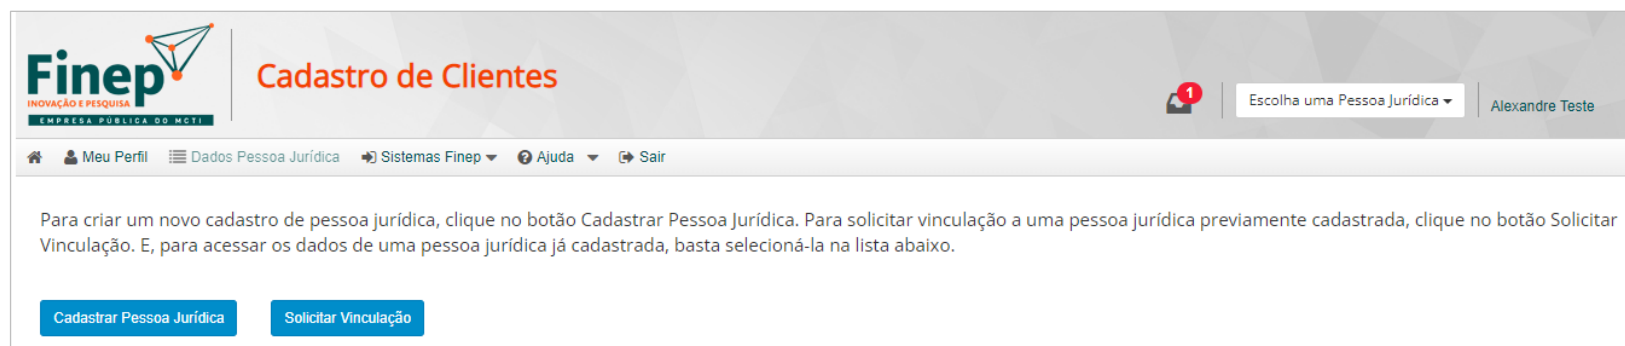 Finep
INOVAÇÃO E PESQUISA
EMPRESA PÚBLICA DO MCTI
Cadastro de Clientes
1
Escolha uma Pessoa Jurídica
Alexandre Teste
Meu Perfil Dados Pessoa Jurídica Sistemas Finep Ajuda Sair
Para criar um novo cadastro de pessoa jurídica, clique no botão Cadastrar Pessoa Jurídica. Para solicitar vinculação a uma pessoa jurídica previamente cadastrada, clique no botão Solicitar
Vinculação. E, para acessar os dados de uma pessoa jurídica já cadastrada, basta selecioná-la na lista abaixo.
Cadastrar Pessoa Jurídica Solicitar Vinculação